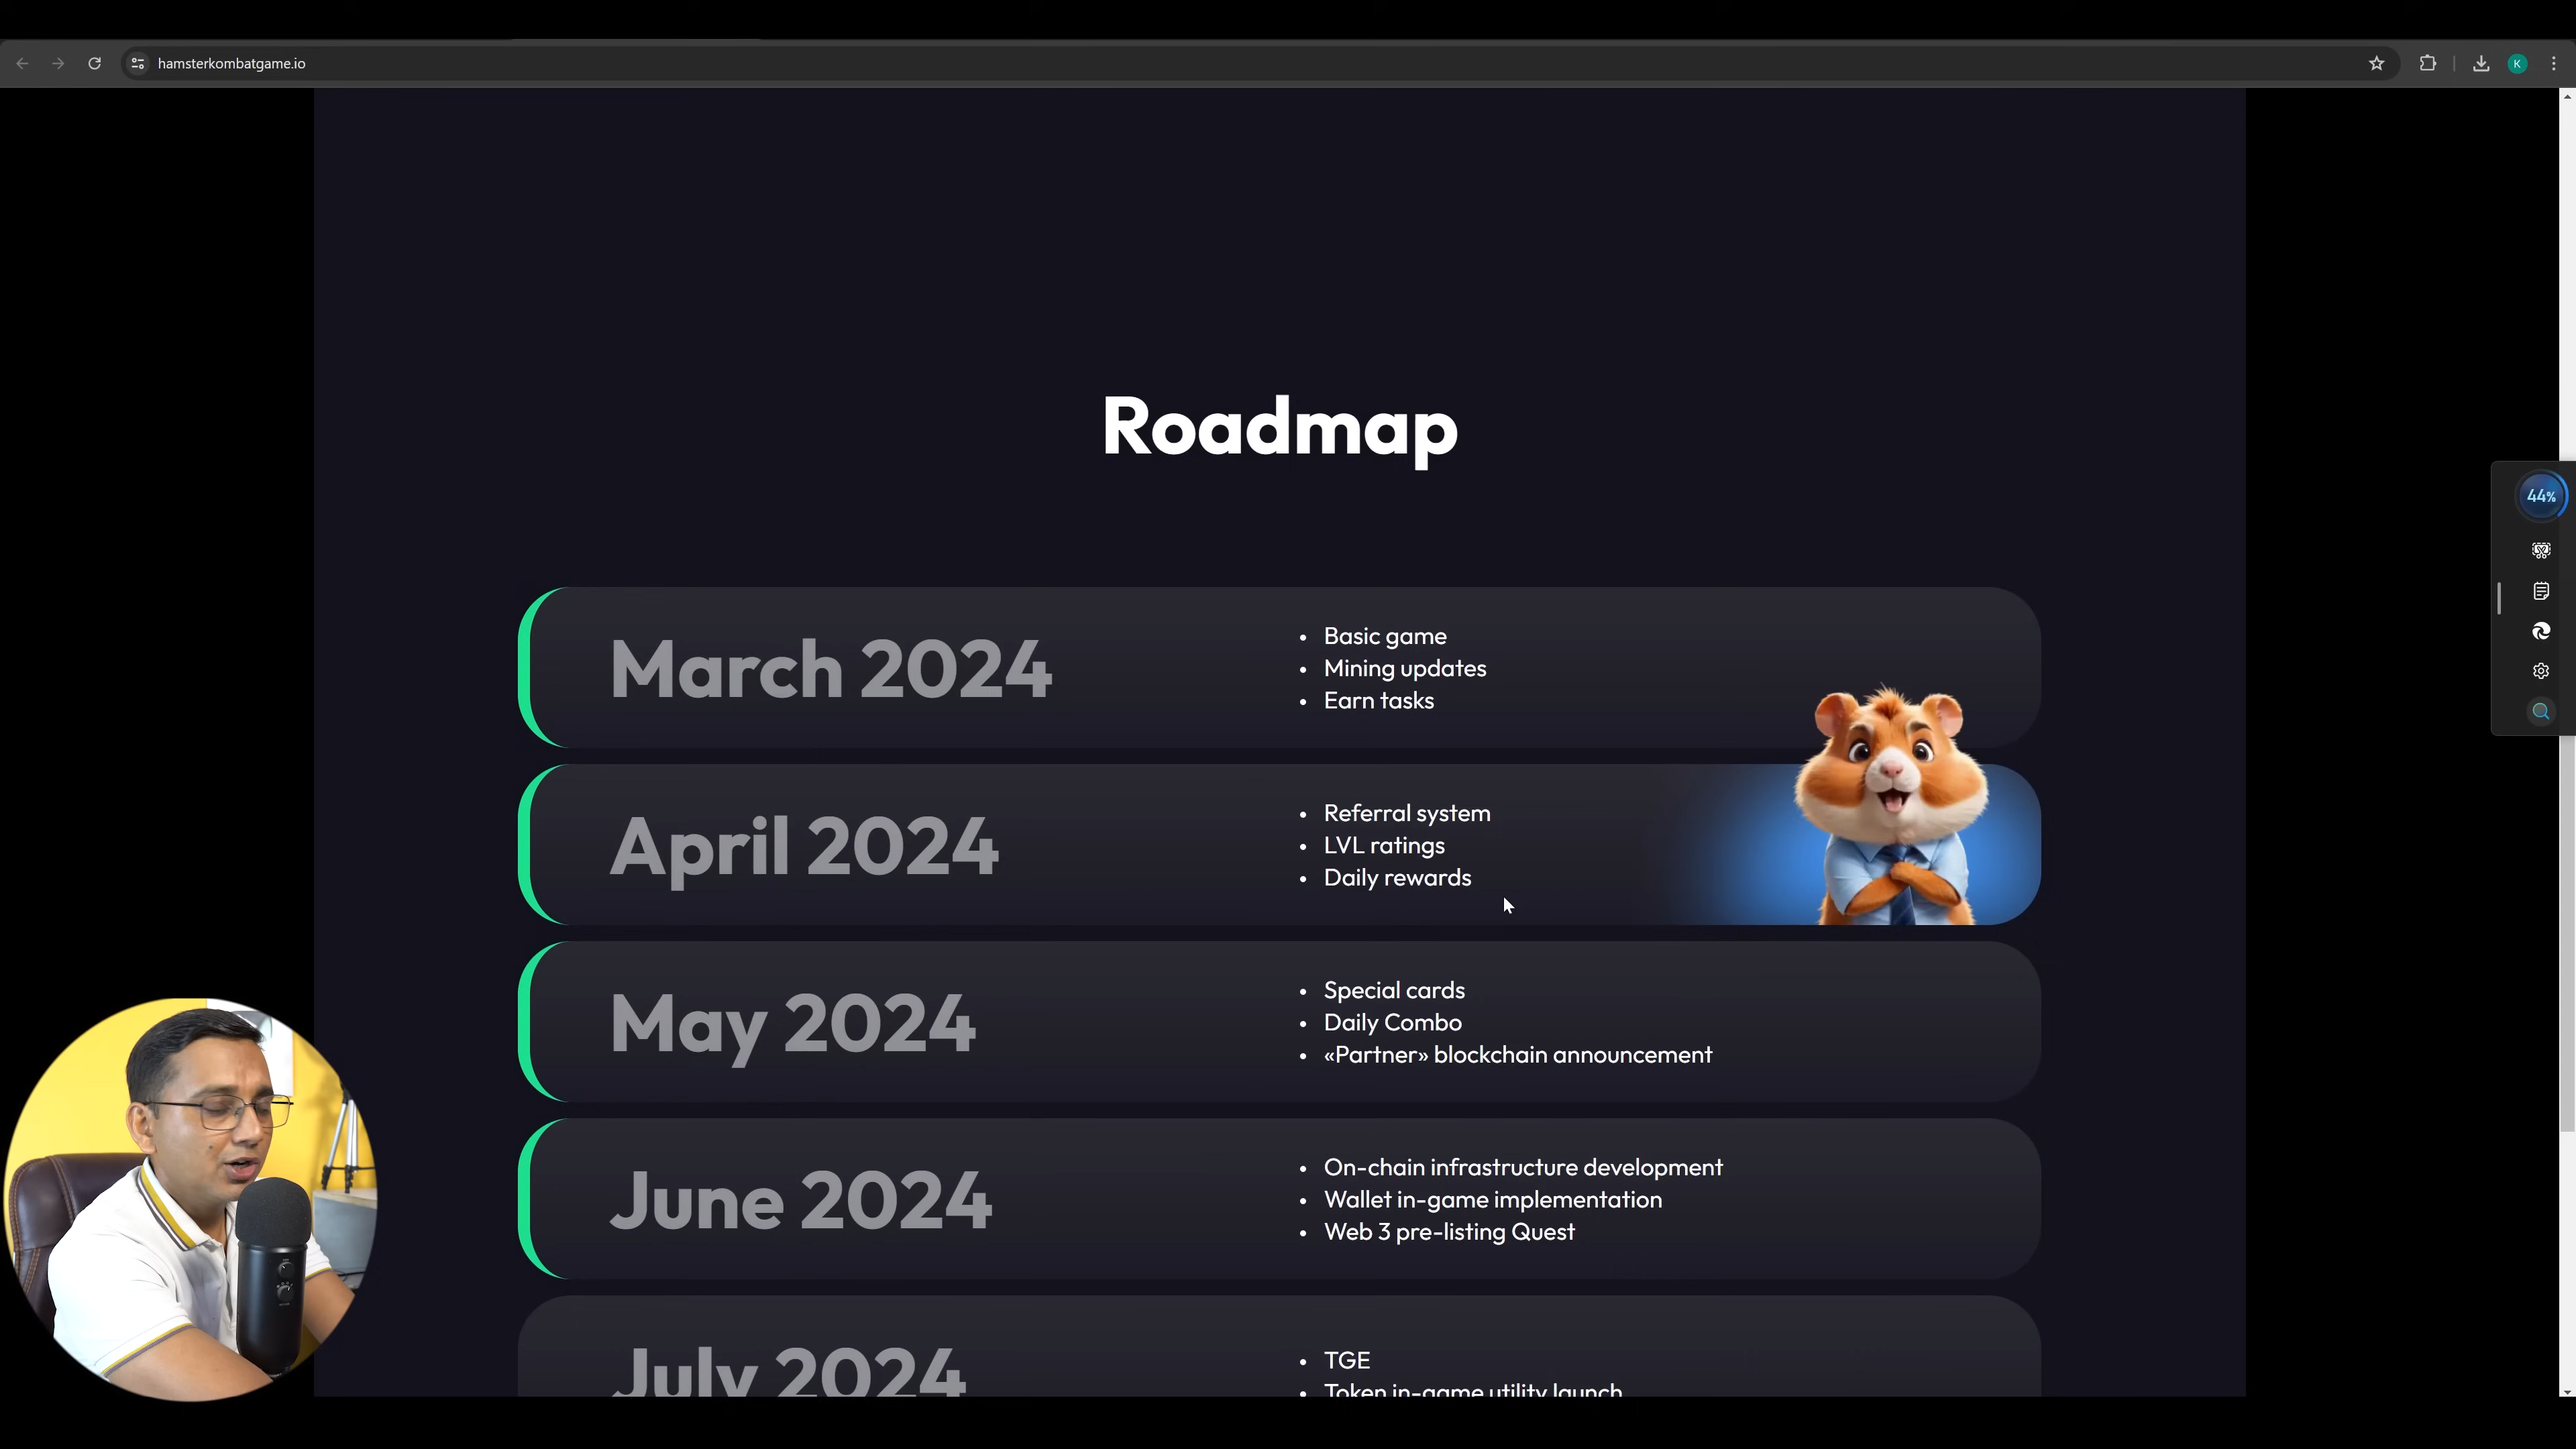 hamsterkombatgame.io
K
Roadmap
44%
March 2024
• Basic game
• Mining updates
• Earn tasks
April 2024
• Referral system
• LVL ratings
• Daily rewards
May 2024
• Special cards
• Daily Combo
• «Partner» blockchain announcement
June 2024
• On-chain infrastructure development
• Wallet in-game implementation
• Web 3 pre-listing Quest
July 2024
• TGE
• Token in-game utility launch